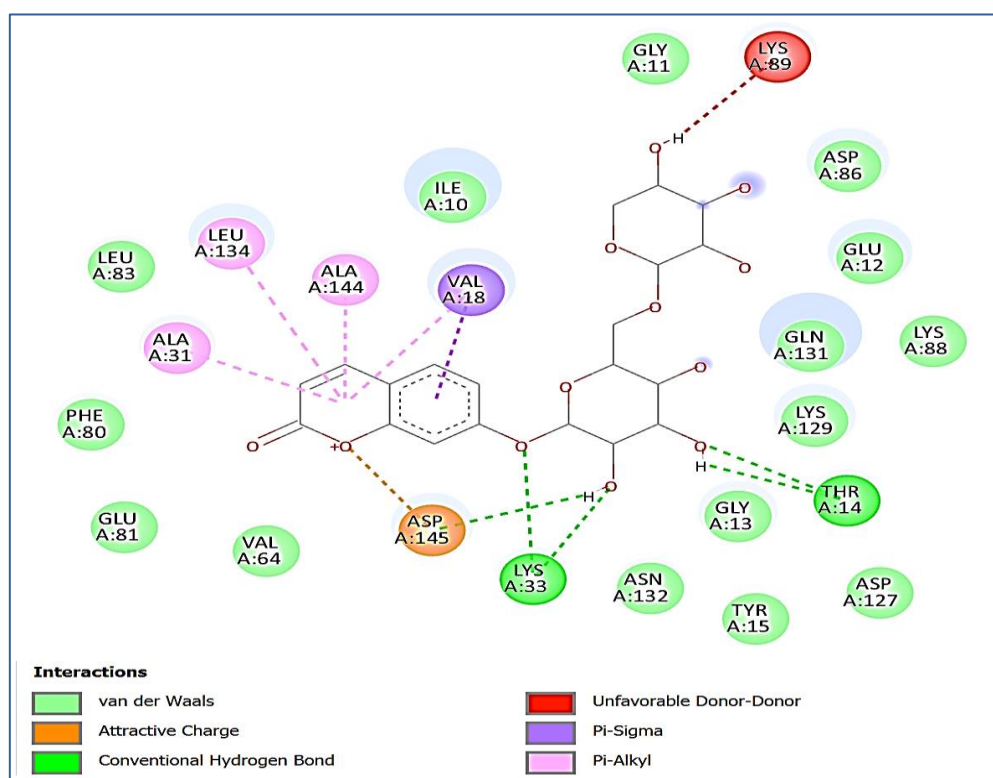 GLY
A:11
LYS
A:89
H
O
ASP
A:86
ILE
A:10
O
LEU
A:134
GLU
A:12
LEU
A:83
ALA
A:144
VAL
A:18
O
O
O
O
GLN
A:131
LYS
A:88
ALA
A:31
O
O
PHE
A:80
LYS
A:129
O
+O
O
O
H
THR
A:14
H
O
GLU
A:81
VAL
A:64
ASP
A:145
GLY
A:13
LYS
A:33
ASN
A:132
TYR
A:15
ASP
A:127
Interactions
van der Waals
Attractive Charge
Conventional Hydrogen Bond
Unfavorable Donor-Donor
Pi-Sigma
Pi-Alkyl